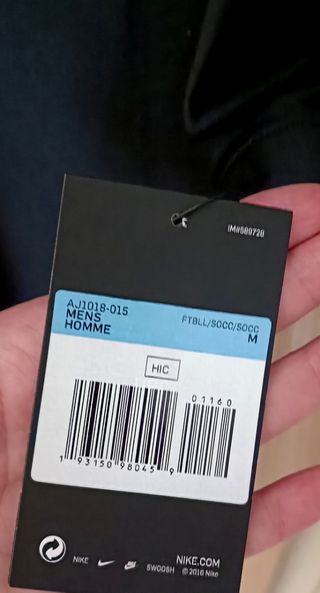 IM#589728
AJ1018-015
MENS
HOMME
FTBLL/SOCC/SOCC
M
HIC
01160
1 93150 98045 9
NIKE
SWOOSH
NIKE.COM
© 2016 Nike